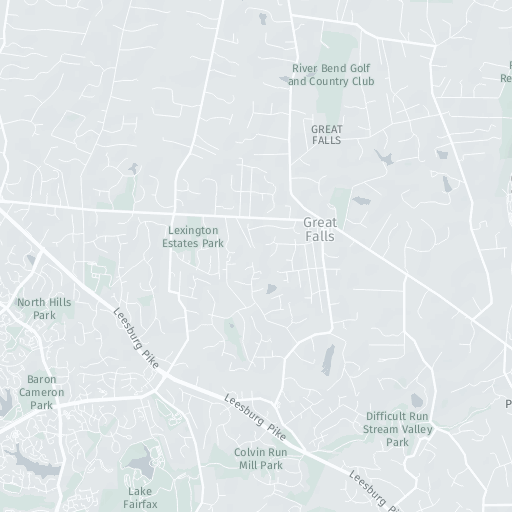 River Bend Golf
and Country Club
GREAT
FALLS
Great
Falls
Lexington
Estates Park
North Hills
Park
Leesburg Pike
Baron
Cameron
Park
Leesburg Pike
Difficult Run
Stream Valley
Park
Colvin Run
Mill Park
Lake
Fairfax
Leesburg